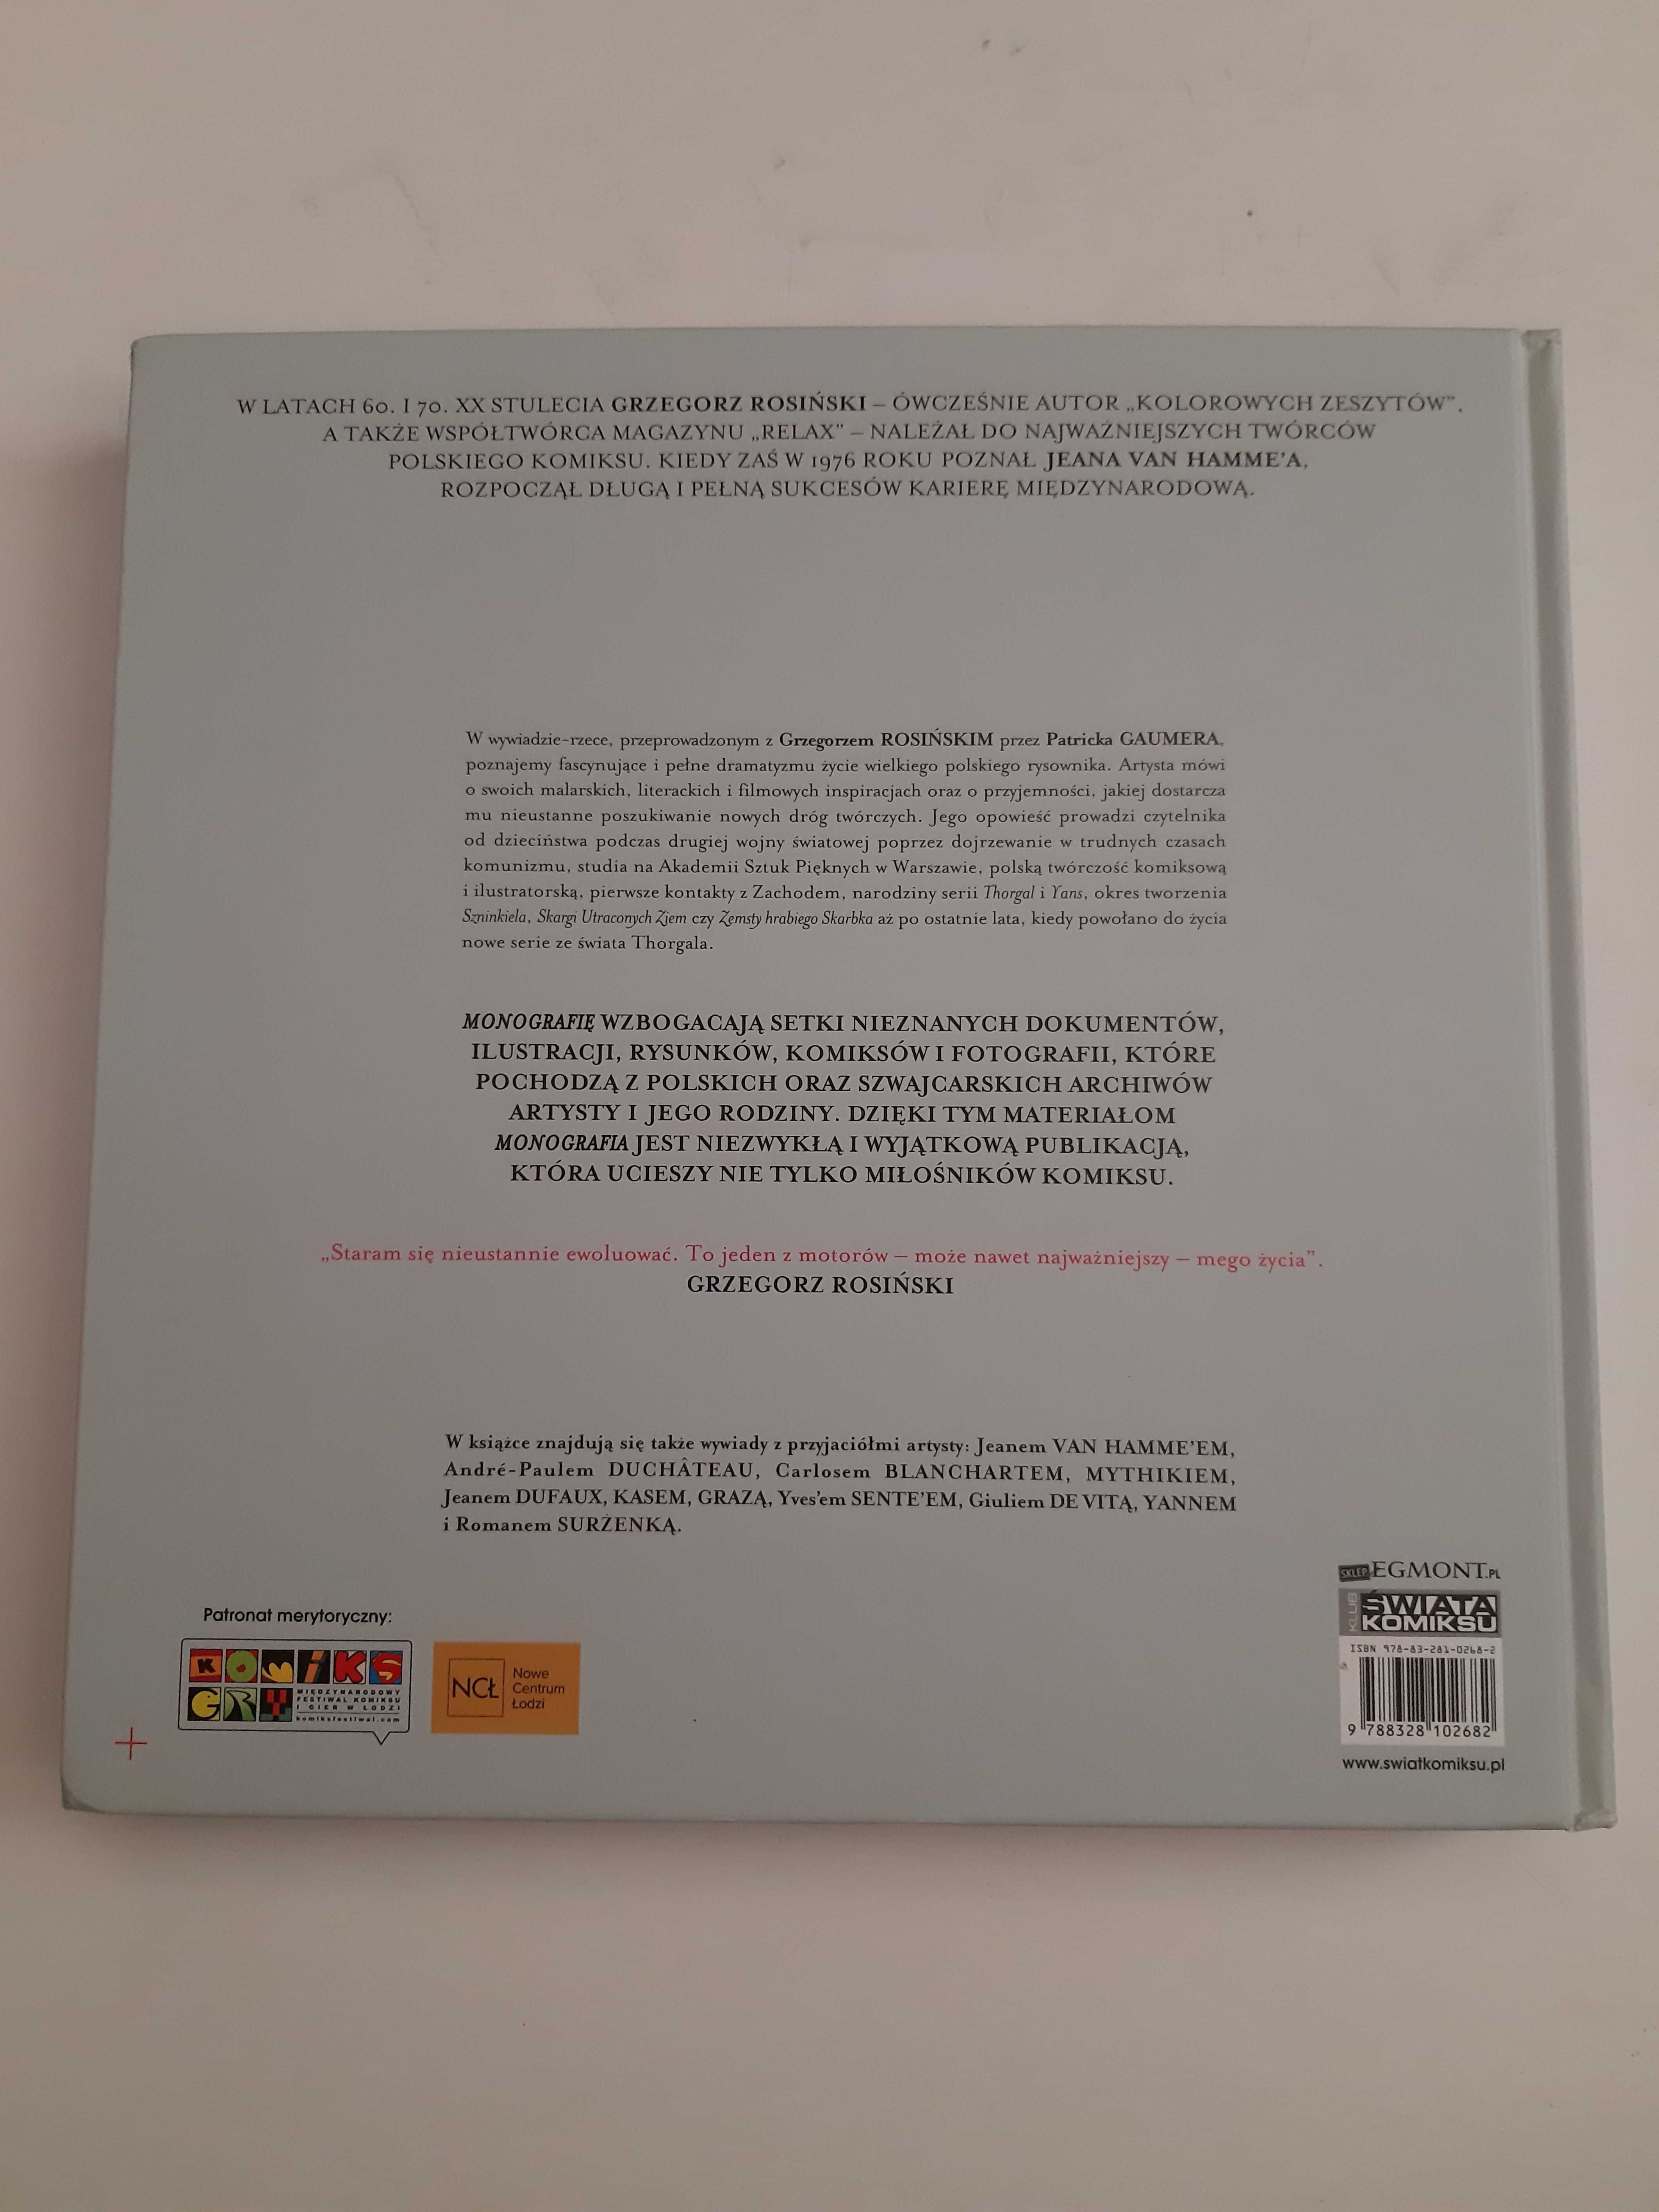 W LATACH 60. I 70. XX STULECIA GRZEGORZ ROSIŃSKI – ÓWCZEŚNIE AUTOR „KOLOROWYCH ZESZYTÓW”,
A TAKŻE WSPÓŁTWÓRCA MAGAZYNU „RELAX” – NALEŻAŁ DO NAJWAŻNIEJSZYCH TWÓRCÓW
POLSKIEGO KOMIKSU. KIEDY ZAŚ W 1976 ROKU POZNAŁ JEANA VAN HAMME’A,
ROZPOCZĄŁ DŁUGĄ I PEŁNĄ SUKCESÓW KARIERĘ MIĘDZYNARODOWĄ.
W wywiadzie-rzece, przeprowadzonym z Grzegorzem ROSIŃSKIM przez Patricka GAUMERA,
poznajemy fascynujące i pełne dramatyzmu życie wielkiego polskiego rysownika. Artysta mówi
o swoich malarskich, literackich i filmowych inspiracjach oraz o przyjemności, jakiej dostarcza
mu nieustanne poszukiwanie nowych dróg twórczych. Jego opowieść prowadzi czytelnika
od dzieciństwa podczas drugiej wojny światowej poprzez dojrzewanie w trudnych czasach
komunizmu, studia na Akademii Sztuk Pięknych w Warszawie, polską twórczość komiksową
i ilustratorską, pierwsze kontakty z Zachodem, narodziny serii Thorgal i Yans, okres tworzenia
Szninkiela, Skargi Utraconych Ziem czy Zemsty hrabiego Skarbka aż po ostatnie lata, kiedy powołano do życia
nowe serie ze świata Thorgala.
MONOGRAFIĘ WZBOGACAJĄ SETKI NIEZNANYCH DOKUMENTÓW,
ILUSTRACJI, RYSUNKÓW, KOMIKSÓW I FOTOGRAFII, KTÓRE
POCHODZĄ Z POLSKICH ORAZ SZWAJCARSKICH ARCHIWÓW
ARTYSTY I JEGO RODZINY. DZIĘKI TYM MATERIAŁOM
MONOGRAFIA JEST NIEZWYKŁĄ I WYJĄTKOWĄ PUBLIKACJĄ,
KTÓRA UCIESZY NIE TYLKO MIŁOŚNIKÓW KOMIKSU.
„Staram się nieustannie ewoluować. To jeden z motorów – może nawet najważniejszy – mego życia”.
GRZEGORZ ROSIŃSKI
W książce znajdują się także wywiady z przyjaciółmi artysty: Jeanem VAN HAMME’EM,
André-Paulem DUCHÂTEAU, Carlosem BLANCHARTEM, MYTHIKIEM,
Jeanem DUFAUX, KASEM, GRAZĄ, Yves’em SENTE’EM, Giuliem DE VITĄ, YANNEM
i Romanem SURŻENKĄ.
Patronat merytoryczny:
KOMIKS
GRY
MIĘDZYNARODOWY
FESTIWAL KOMIKSU
I GIER W ŁODZI
komiksfestiwal.com
NCŁ
Nowe
Centrum
Łodzi
SKLEP EGMONT.PL
KLUB ŚWIATA
KOMIKSU
ISBN 978-83-281-0268-2
9 788328 102682
www.swiatkomiksu.pl